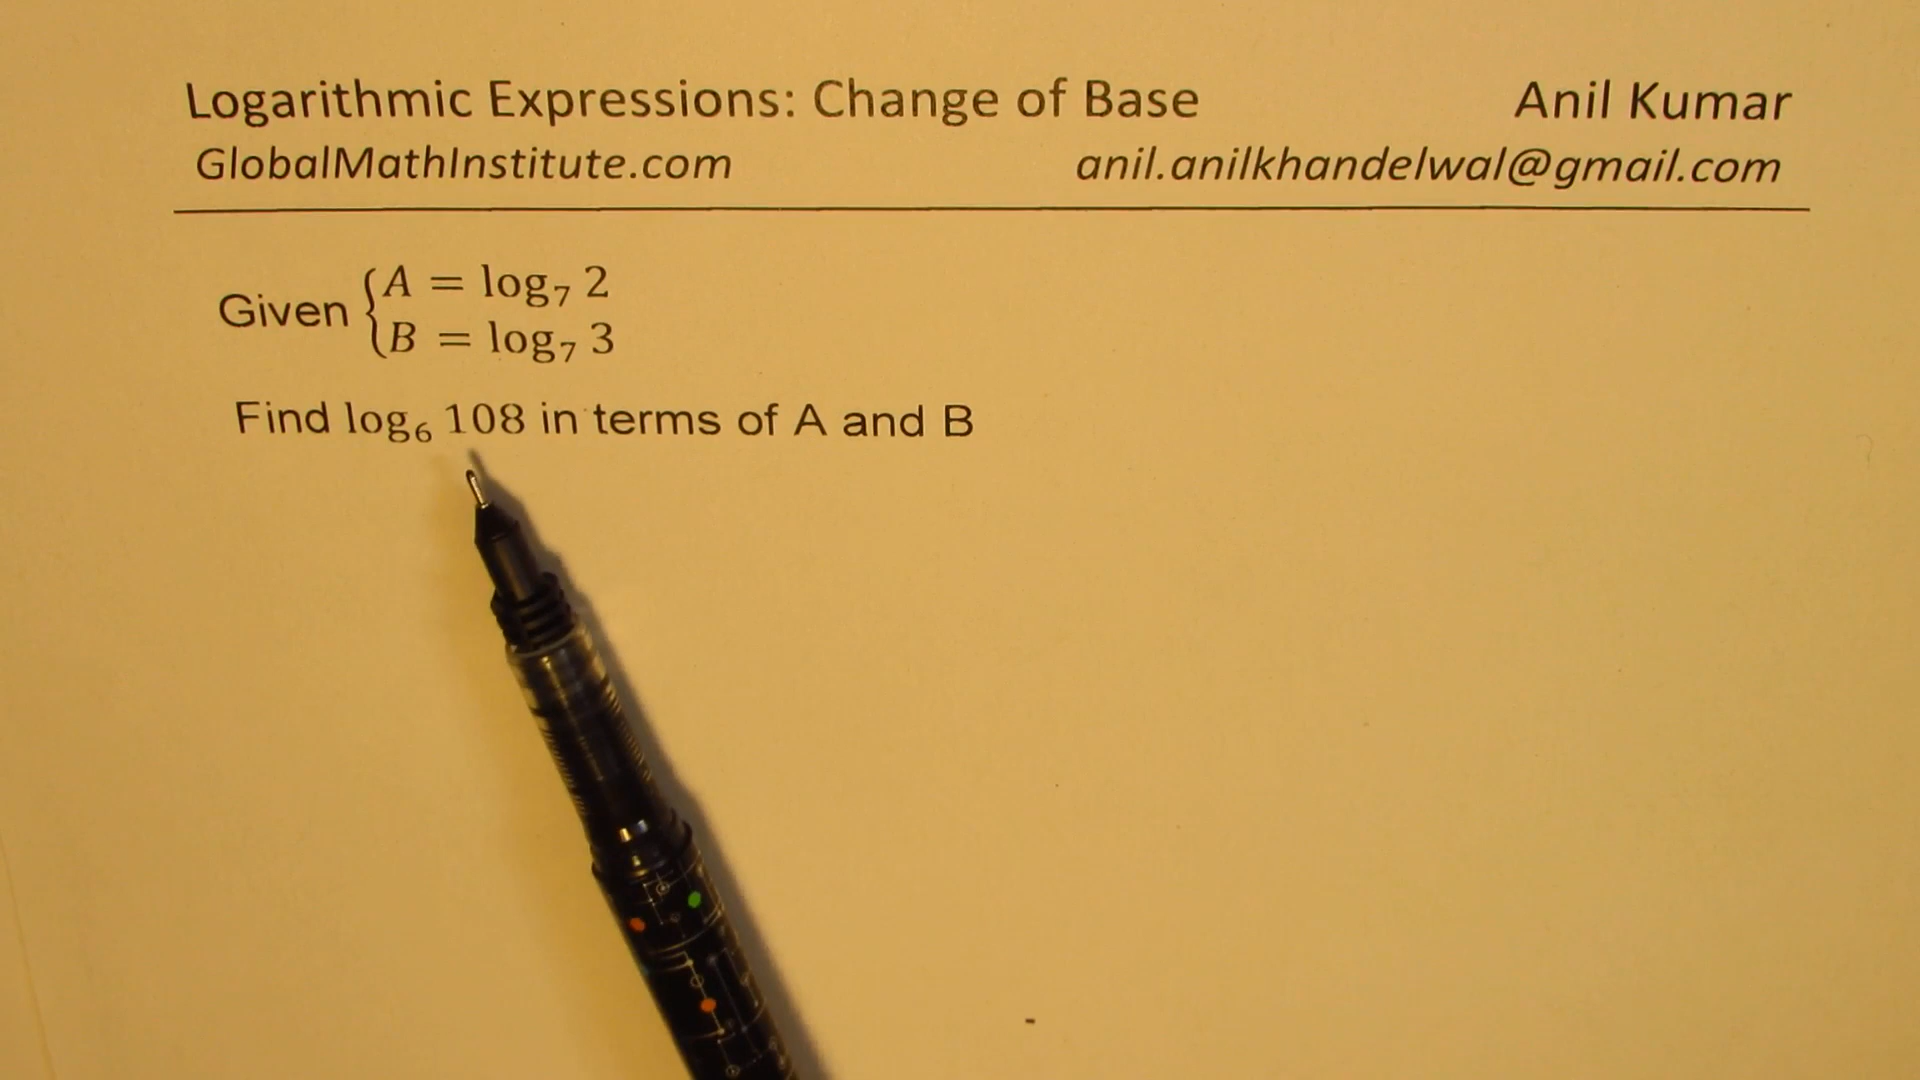 Logarithmic Expressions: Change of Base Anil Kumar
GlobalMathInstitute.com anil.anilkhandelwal@gmail.com
Given { A = log₇ 2
B = log₇ 3
Find log₆ 108 in terms of A and B